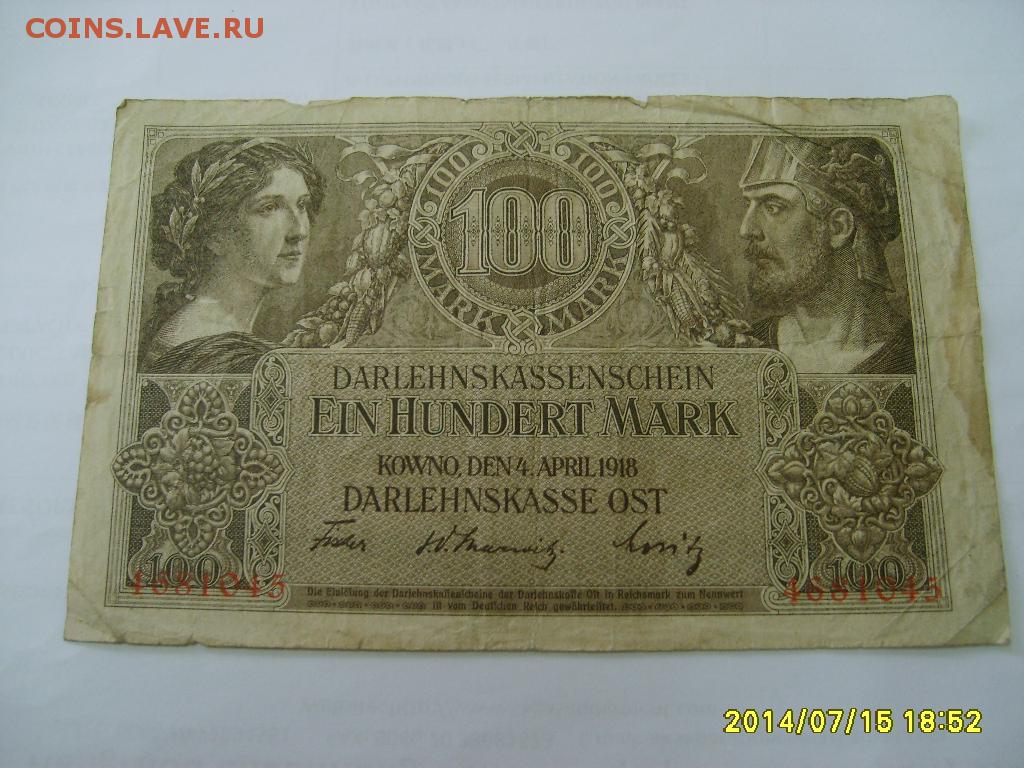 COINS.LAVE.RU
100 100
100
MARK MARK
DARLEHNSKASSENSCHEIN
EIN HUNDERT MARK
KOWNO, DEN 4. APRIL 1918
DARLEHNSKASSE OST
100 100
4681045 4681045
Die Einlösung der Darlehnskassenscheine der Darlehnskasse Ost in Reichsmark zum Nennwert
ist vom Deutschen Reich gewährleistet.
2014/07/15 18:52